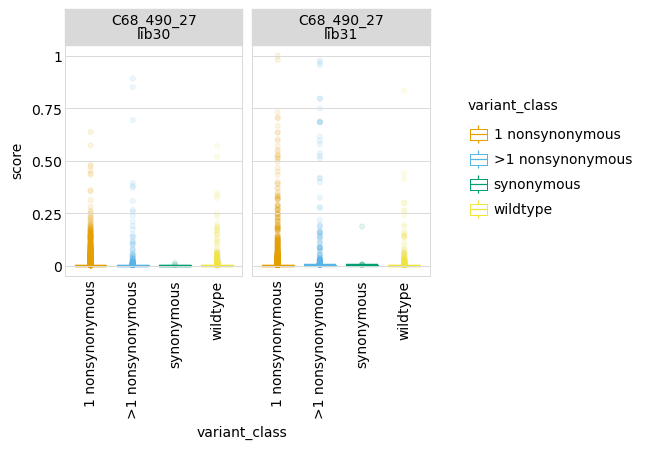 C68_490_27
lib30
C68_490_27
lib31
score
1
0.75
0.50
0.25
0
1 nonsynonymous
>1 nonsynonymous
synonymous
wildtype
1 nonsynonymous
>1 nonsynonymous
synonymous
wildtype
variant_class
variant_class
1 nonsynonymous
>1 nonsynonymous
synonymous
wildtype